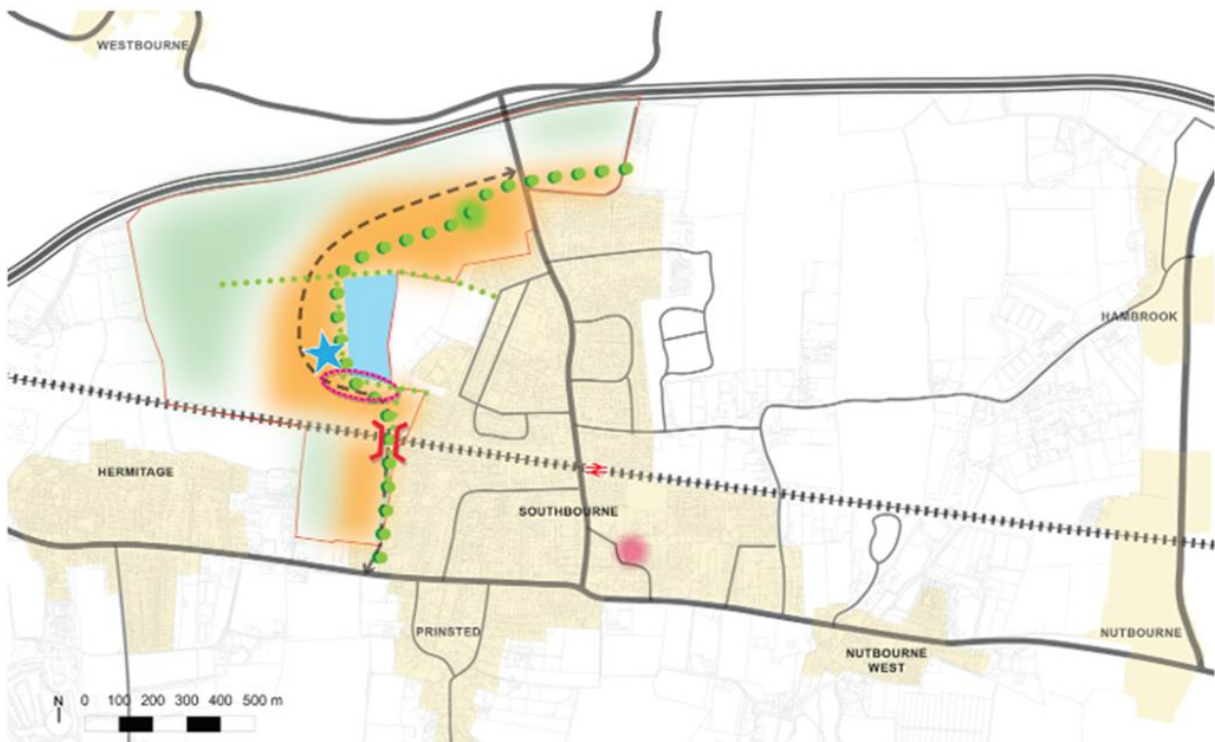 WESTBOURNE
HAMBROOK
HERMITAGE
SOUTHBOURNE
PRINSTED
NUTBOURNE
NUTBOURNE
WEST
N 0 100 200 300 400 500 m